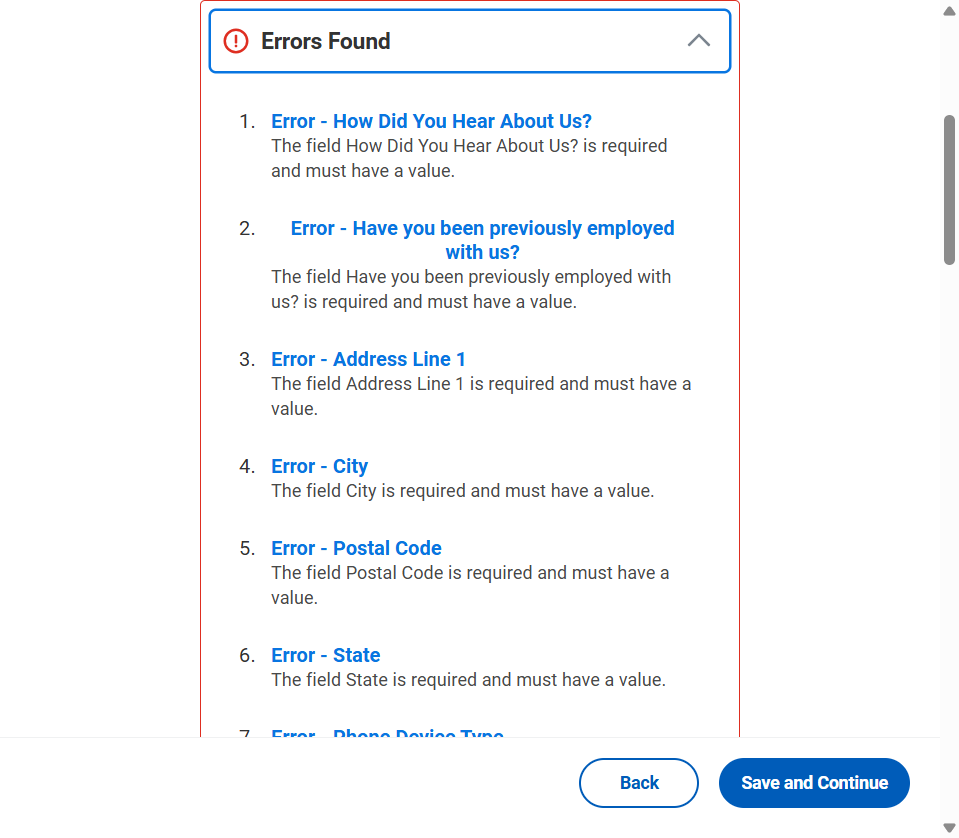 Errors Found
1. Error - How Did You Hear About Us?
The field How Did You Hear About Us? is required
and must have a value.
2. Error - Have you been previously employed
with us?
The field Have you been previously employed with
us? is required and must have a value.
3. Error - Address Line 1
The field Address Line 1 is required and must have a
value.
4. Error - City
The field City is required and must have a value.
5. Error - Postal Code
The field Postal Code is required and must have a
value.
6. Error - State
The field State is required and must have a value.
7. Error - Phone Device Type
Back
Save and Continue